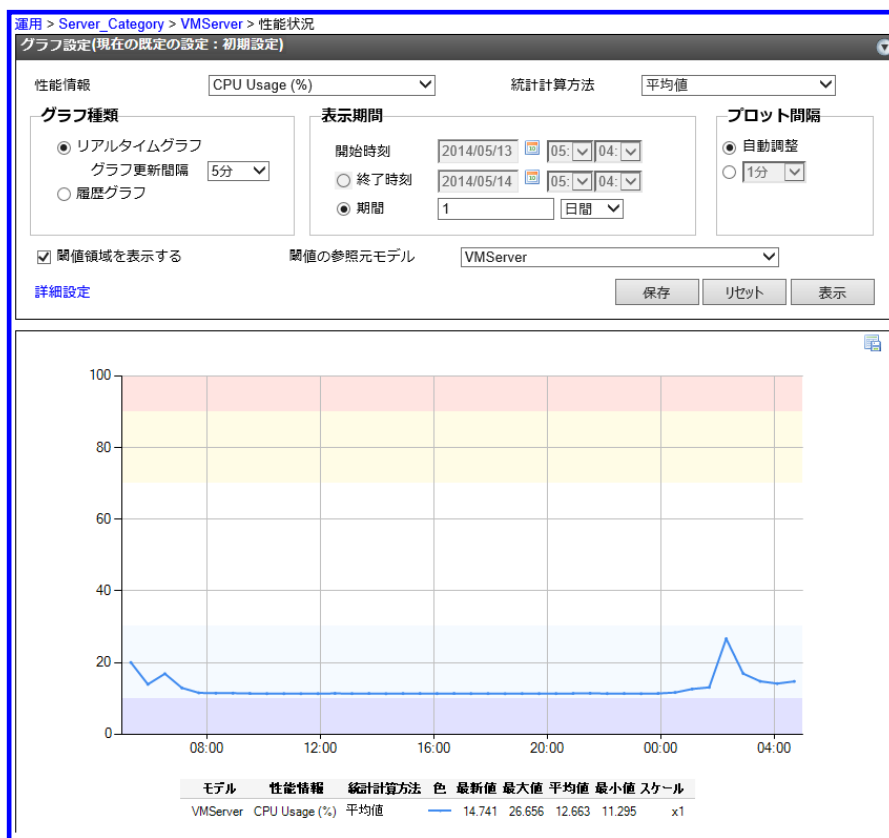 運用 > Server_Category > VMServer > 性能状況
グラフ設定(現在の既定の設定：初期設定)
性能情報 CPU Usage (%) 統計計算方法 平均値
グラフ種類 表示期間 プロット間隔
リアルタイムグラフ 開始時刻 2014/05/13 05: 04: 自動調整
グラフ更新間隔 5分 終了時刻 2014/05/14 05: 04: 1分
履歴グラフ 期間 1 日間
閾値領域を表示する 閾値の参照元モデル VMServer
詳細設定 保存 リセット 表示
100
80
60
40
20
0
08:00 12:00 16:00 20:00 00:00 04:00
モデル 性能情報 統計計算方法 色 最新値 最大値 平均値 最小値 スケール
VMServer CPU Usage (%) 平均値 14.741 26.656 12.663 11.295 x1